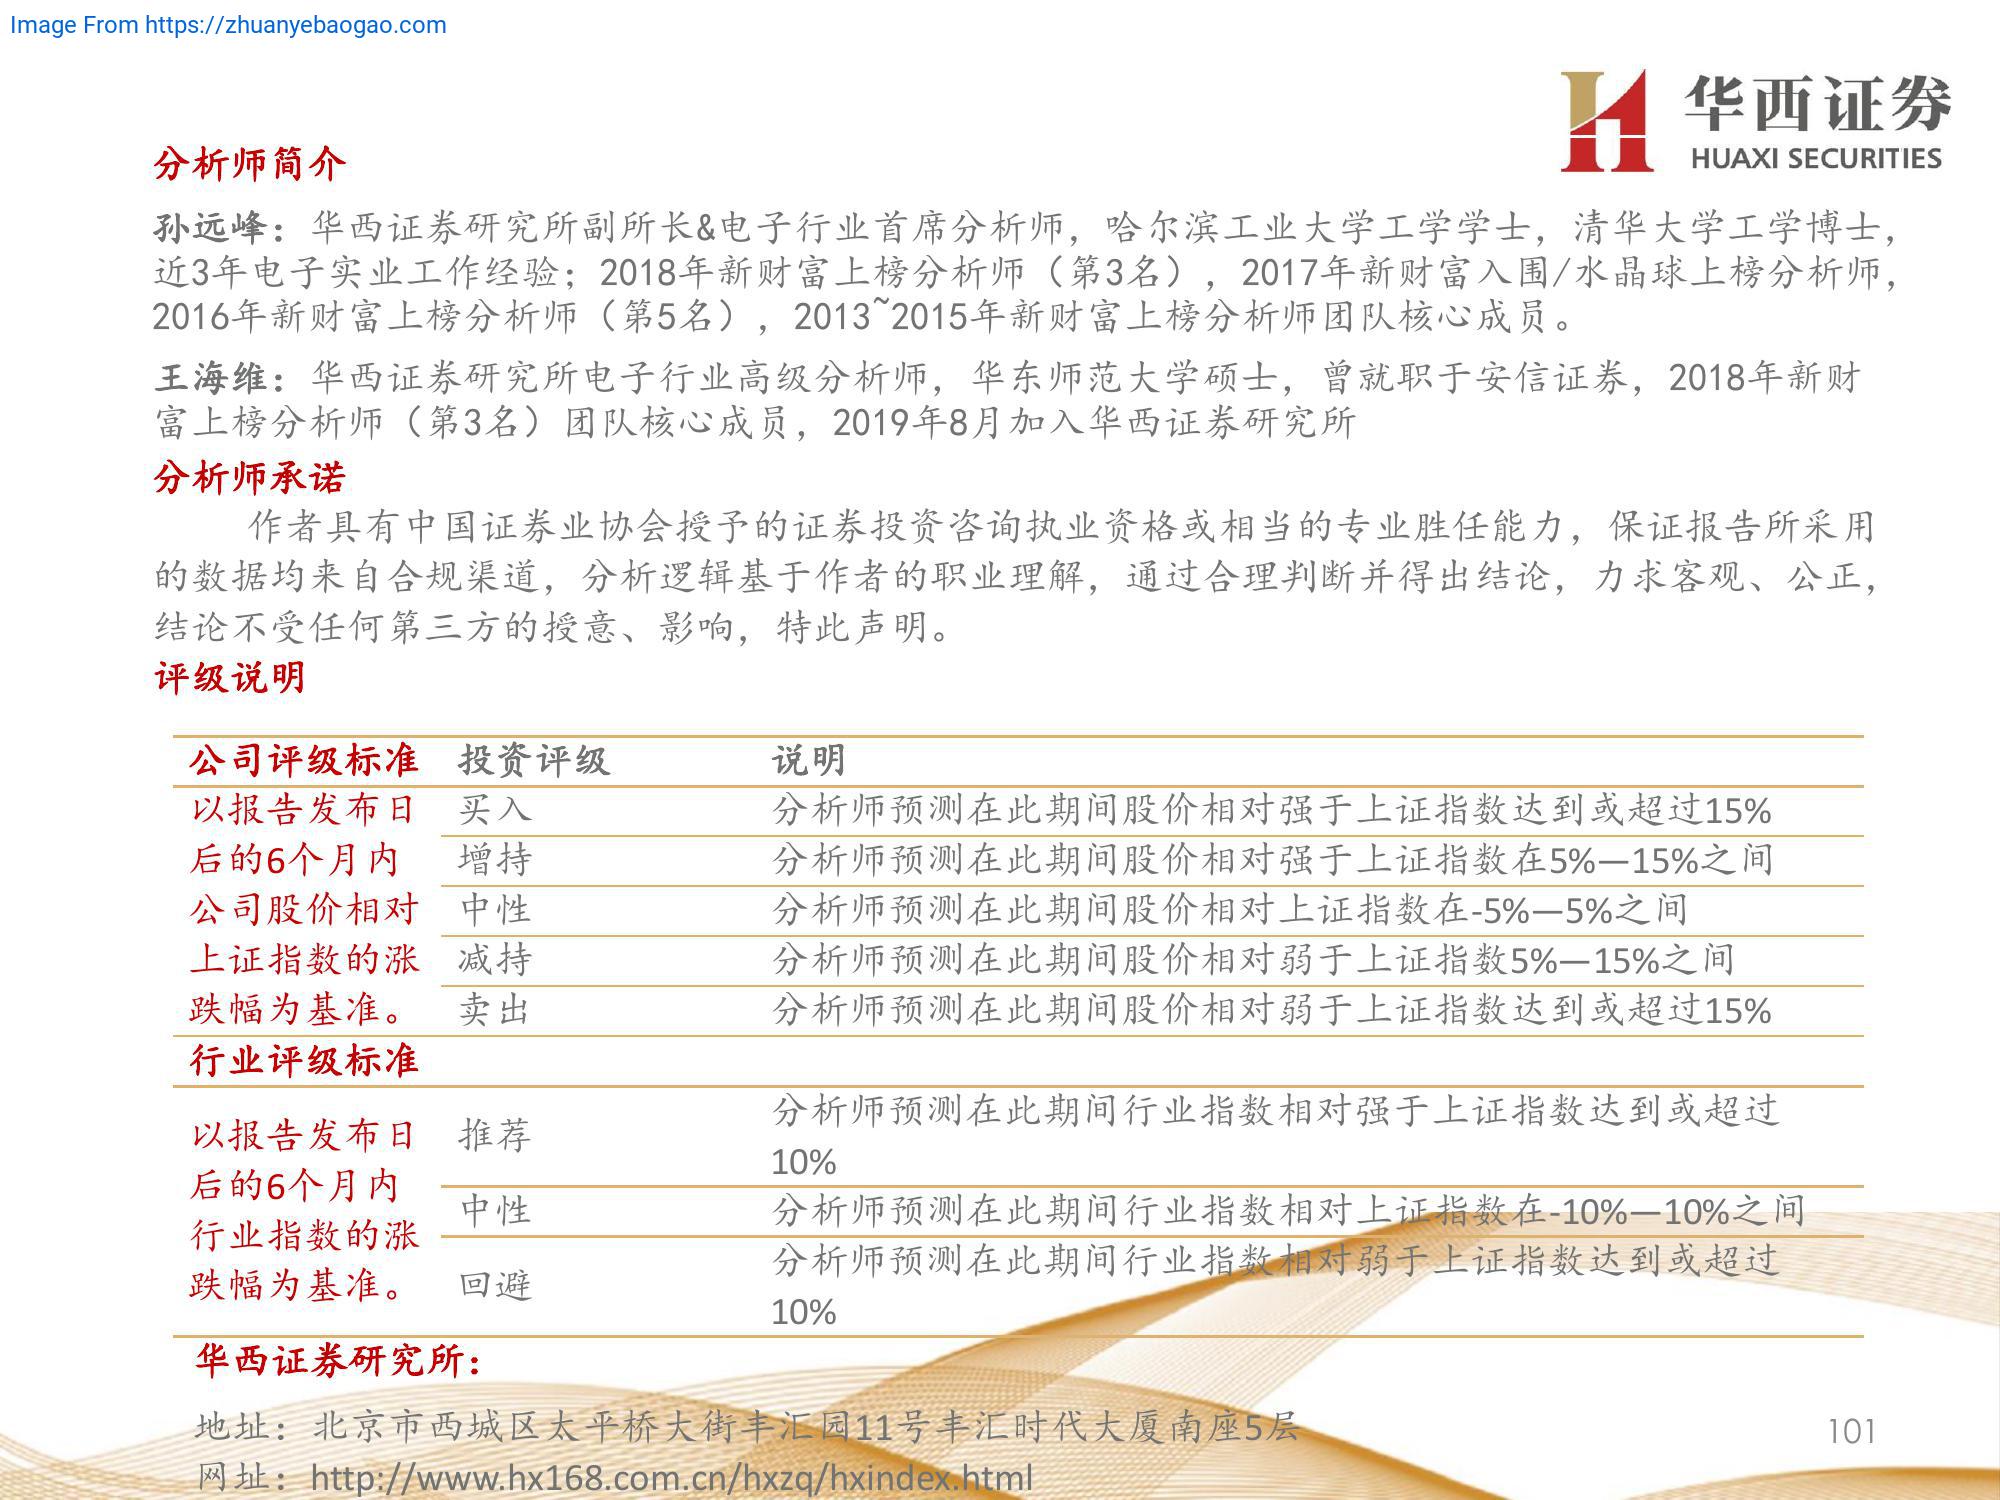 Image From https://zhuanyebaogao.com
华西证券
HUAXI SECURITIES
分析师简介
孙远峰：华西证券研究所副所长&电子行业首席分析师，哈尔滨工业大学工学学士，清华大学工学博士，
近3年电子实业工作经验；2018年新财富上榜分析师（第3名），2017年新财富入围/水晶球上榜分析师，
2016年新财富上榜分析师（第5名），2013~2015年新财富上榜分析师团队核心成员。
王海维：华西证券研究所电子行业高级分析师，华东师范大学硕士，曾就职于安信证券，2018年新财
富上榜分析师（第3名）团队核心成员，2019年8月加入华西证券研究所
分析师承诺
作者具有中国证券业协会授予的证券投资咨询执业资格或相当的专业胜任能力，保证报告所采用
的数据均来自合规渠道，分析逻辑基于作者的职业理解，通过合理判断并得出结论，力求客观、公正，
结论不受任何第三方的授意、影响，特此声明。
评级说明
公司评级标准 投资评级 说明
以报告发布日 买入 分析师预测在此期间股价相对强于上证指数达到或超过15%
后的6个月内 增持 分析师预测在此期间股价相对强于上证指数在5%—15%之间
公司股价相对 中性 分析师预测在此期间股价相对上证指数在-5%—5%之间
上证指数的涨 减持 分析师预测在此期间股价相对弱于上证指数5%—15%之间
跌幅为基准。 卖出 分析师预测在此期间股价相对弱于上证指数达到或超过15%
行业评级标准
以报告发布日
后的6个月内
行业指数的涨
跌幅为基准。
推荐 分析师预测在此期间行业指数相对强于上证指数达到或超过
10%
中性 分析师预测在此期间行业指数相对上证指数在-10%—10%之间
回避 分析师预测在此期间行业指数相对弱于上证指数达到或超过
10%
华西证券研究所：
地址：北京市西城区太平桥大街丰汇园11号丰汇时代大厦南座5层
网址：http://www.hx168.com.cn/hxzq/hxindex.html
101